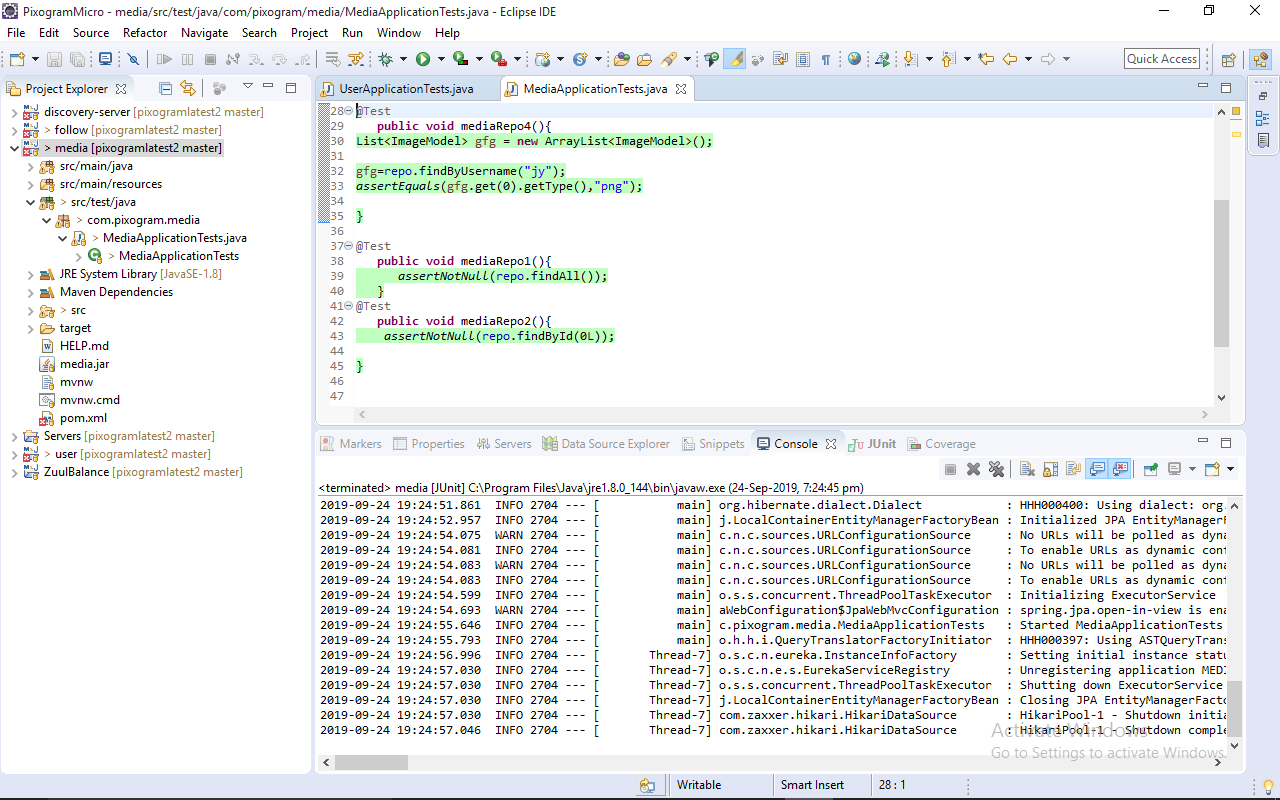 PixogramMicro - media/src/test/java/com/pixogram/media/MediaApplicationTests.java - Eclipse IDE
File Edit Source Refactor Navigate Search Project Run Window Help
Quick Access
Project Explorer
discovery-server [pixogramlatest2 master]
> follow [pixogramlatest2 master]
> media [pixogramlatest2 master]
src/main/java
src/main/resources
> src/test/java
> com.pixogram.media
> MediaApplicationTests.java
> MediaApplicationTests
JRE System Library [JavaSE-1.8]
Maven Dependencies
> src
target
HELP.md
media.jar
mvnw
mvnw.cmd
pom.xml
Servers [pixogramlatest2 master]
> user [pixogramlatest2 master]
ZuulBalance [pixogramlatest2 master]
UserApplicationTests.java MediaApplicationTests.java
28 @Test
29 public void mediaRepo4(){
30 List<ImageModel> gfg = new ArrayList<ImageModel>();
31
32 gfg=repo.findByUsername("jy");
33 assertEquals(gfg.get(0).getType(),"png");
34
35 }
36
37 @Test
38 public void mediaRepo1(){
39 assertNotNull(repo.findAll());
40 }
41 @Test
42 public void mediaRepo2(){
43 assertNotNull(repo.findById(0L));
44
45 }
46
47
Markers Properties Servers Data Source Explorer Snippets Console JUnit Coverage
<terminated> media [JUnit] C:\Program Files\Java\jre1.8.0_144\bin\javaw.exe (24-Sep-2019, 7:24:45 pm)
2019-09-24 19:24:51.861 INFO 2704 --- [ main] org.hibernate.dialect.Dialect : HHH000400: Using dialect: org.
2019-09-24 19:24:52.957 INFO 2704 --- [ main] j.LocalContainerEntityManagerFactoryBean : Initialized JPA EntityManagerF
2019-09-24 19:24:54.075 WARN 2704 --- [ main] c.n.c.sources.URLConfigurationSource : No URLs will be polled as dyna
2019-09-24 19:24:54.081 INFO 2704 --- [ main] c.n.c.sources.URLConfigurationSource : To enable URLs as dynamic conf
2019-09-24 19:24:54.083 WARN 2704 --- [ main] c.n.c.sources.URLConfigurationSource : No URLs will be polled as dyna
2019-09-24 19:24:54.083 INFO 2704 --- [ main] c.n.c.sources.URLConfigurationSource : To enable URLs as dynamic conf
2019-09-24 19:24:54.599 INFO 2704 --- [ main] o.s.s.concurrent.ThreadPoolTaskExecutor : Initializing ExecutorService
2019-09-24 19:24:54.693 WARN 2704 --- [ main] aWebConfiguration$JpaWebMvcConfiguration : spring.jpa.open-in-view is ena
2019-09-24 19:24:55.646 INFO 2704 --- [ main] c.pixogram.media.MediaApplicationTests : Started MediaApplicationTests
2019-09-24 19:24:55.793 INFO 2704 --- [ main] o.h.h.i.QueryTranslatorFactoryInitiator : HHH000397: Using ASTQueryTrans
2019-09-24 19:24:56.996 INFO 2704 --- [ Thread-7] o.s.c.n.eureka.InstanceInfoFactory : Setting initial instance statu
2019-09-24 19:24:57.030 INFO 2704 --- [ Thread-7] o.s.c.n.e.s.EurekaServiceRegistry : Unregistering application MEDI
2019-09-24 19:24:57.030 INFO 2704 --- [ Thread-7] o.s.s.concurrent.ThreadPoolTaskExecutor : Shutting down ExecutorService
2019-09-24 19:24:57.030 INFO 2704 --- [ Thread-7] j.LocalContainerEntityManagerFactoryBean : Closing JPA EntityManagerFacto
2019-09-24 19:24:57.030 INFO 2704 --- [ Thread-7] com.zaxxer.hikari.HikariDataSource : HikariPool-1 - Shutdown initia
2019-09-24 19:24:57.046 INFO 2704 --- [ Thread-7] com.zaxxer.hikari.HikariDataSource : HikariPool-1 - Shutdown comple
Activate Windows
Go to Settings to activate Windows.
Writable Smart Insert 28 : 1